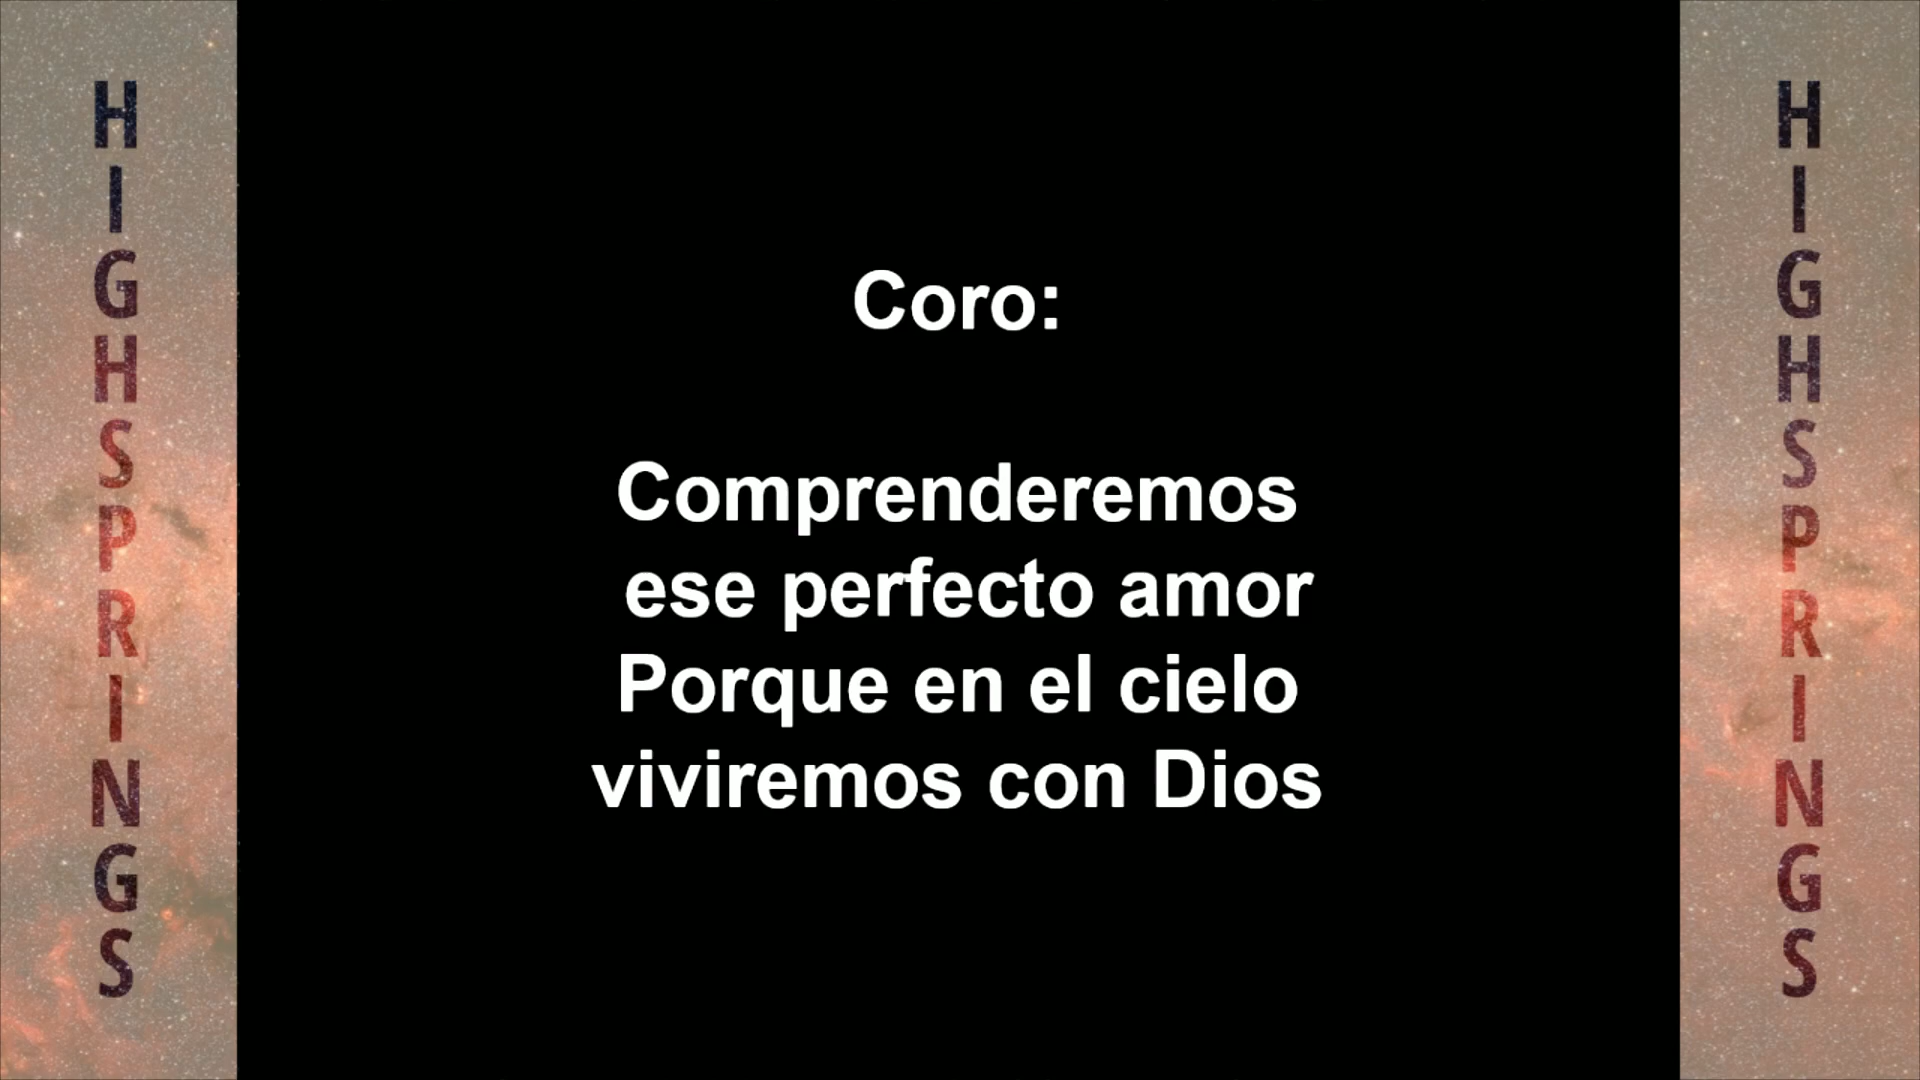 HIGHSPRINGS
Coro:
Comprenderemos
ese perfecto amor
Porque en el cielo
viviremos con Dios
HIGHSPRINGS